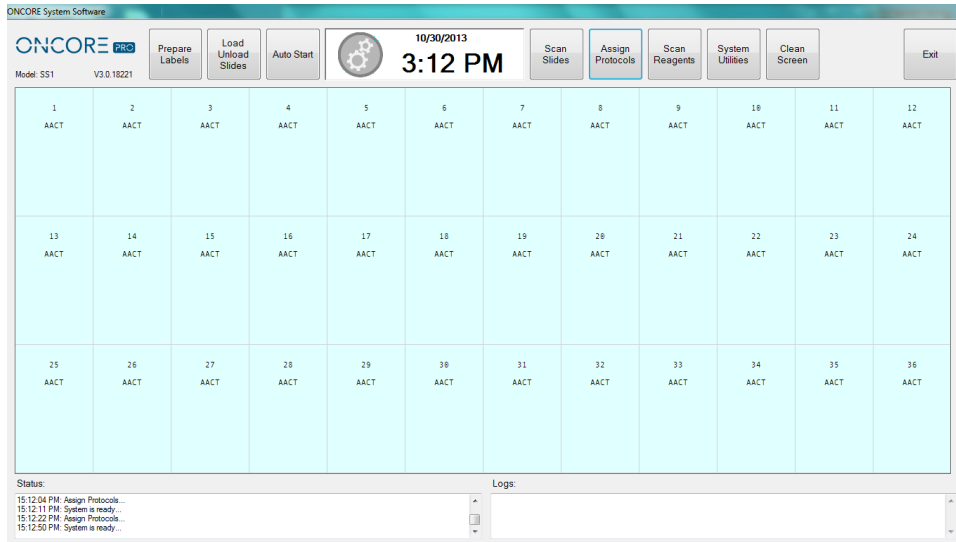 ONCORE System Software
ONCORE PRO
Model: SS1 V3.0.18221
Prepare
Labels
Load
Unload
Slides
Auto Start
10/30/2013
3:12 PM
Scan
Slides
Assign
Protocols
Scan
Reagents
System
Utilities
Clean
Screen
Exit
1 2 3 4 5 6 7 8 9 10 11 12
AACT AACT AACT AACT AACT AACT AACT AACT AACT AACT AACT AACT
13 14 15 16 17 18 19 20 21 22 23 24
AACT AACT AACT AACT AACT AACT AACT AACT AACT AACT AACT AACT
25 26 27 28 29 30 31 32 33 34 35 36
AACT AACT AACT AACT AACT AACT AACT AACT AACT AACT AACT AACT
Status:
15:12:04 PM: Assign Protocols...
15:12:11 PM: System is ready...
15:12:22 PM: Assign Protocols...
15:12:50 PM: System is ready...
Logs: